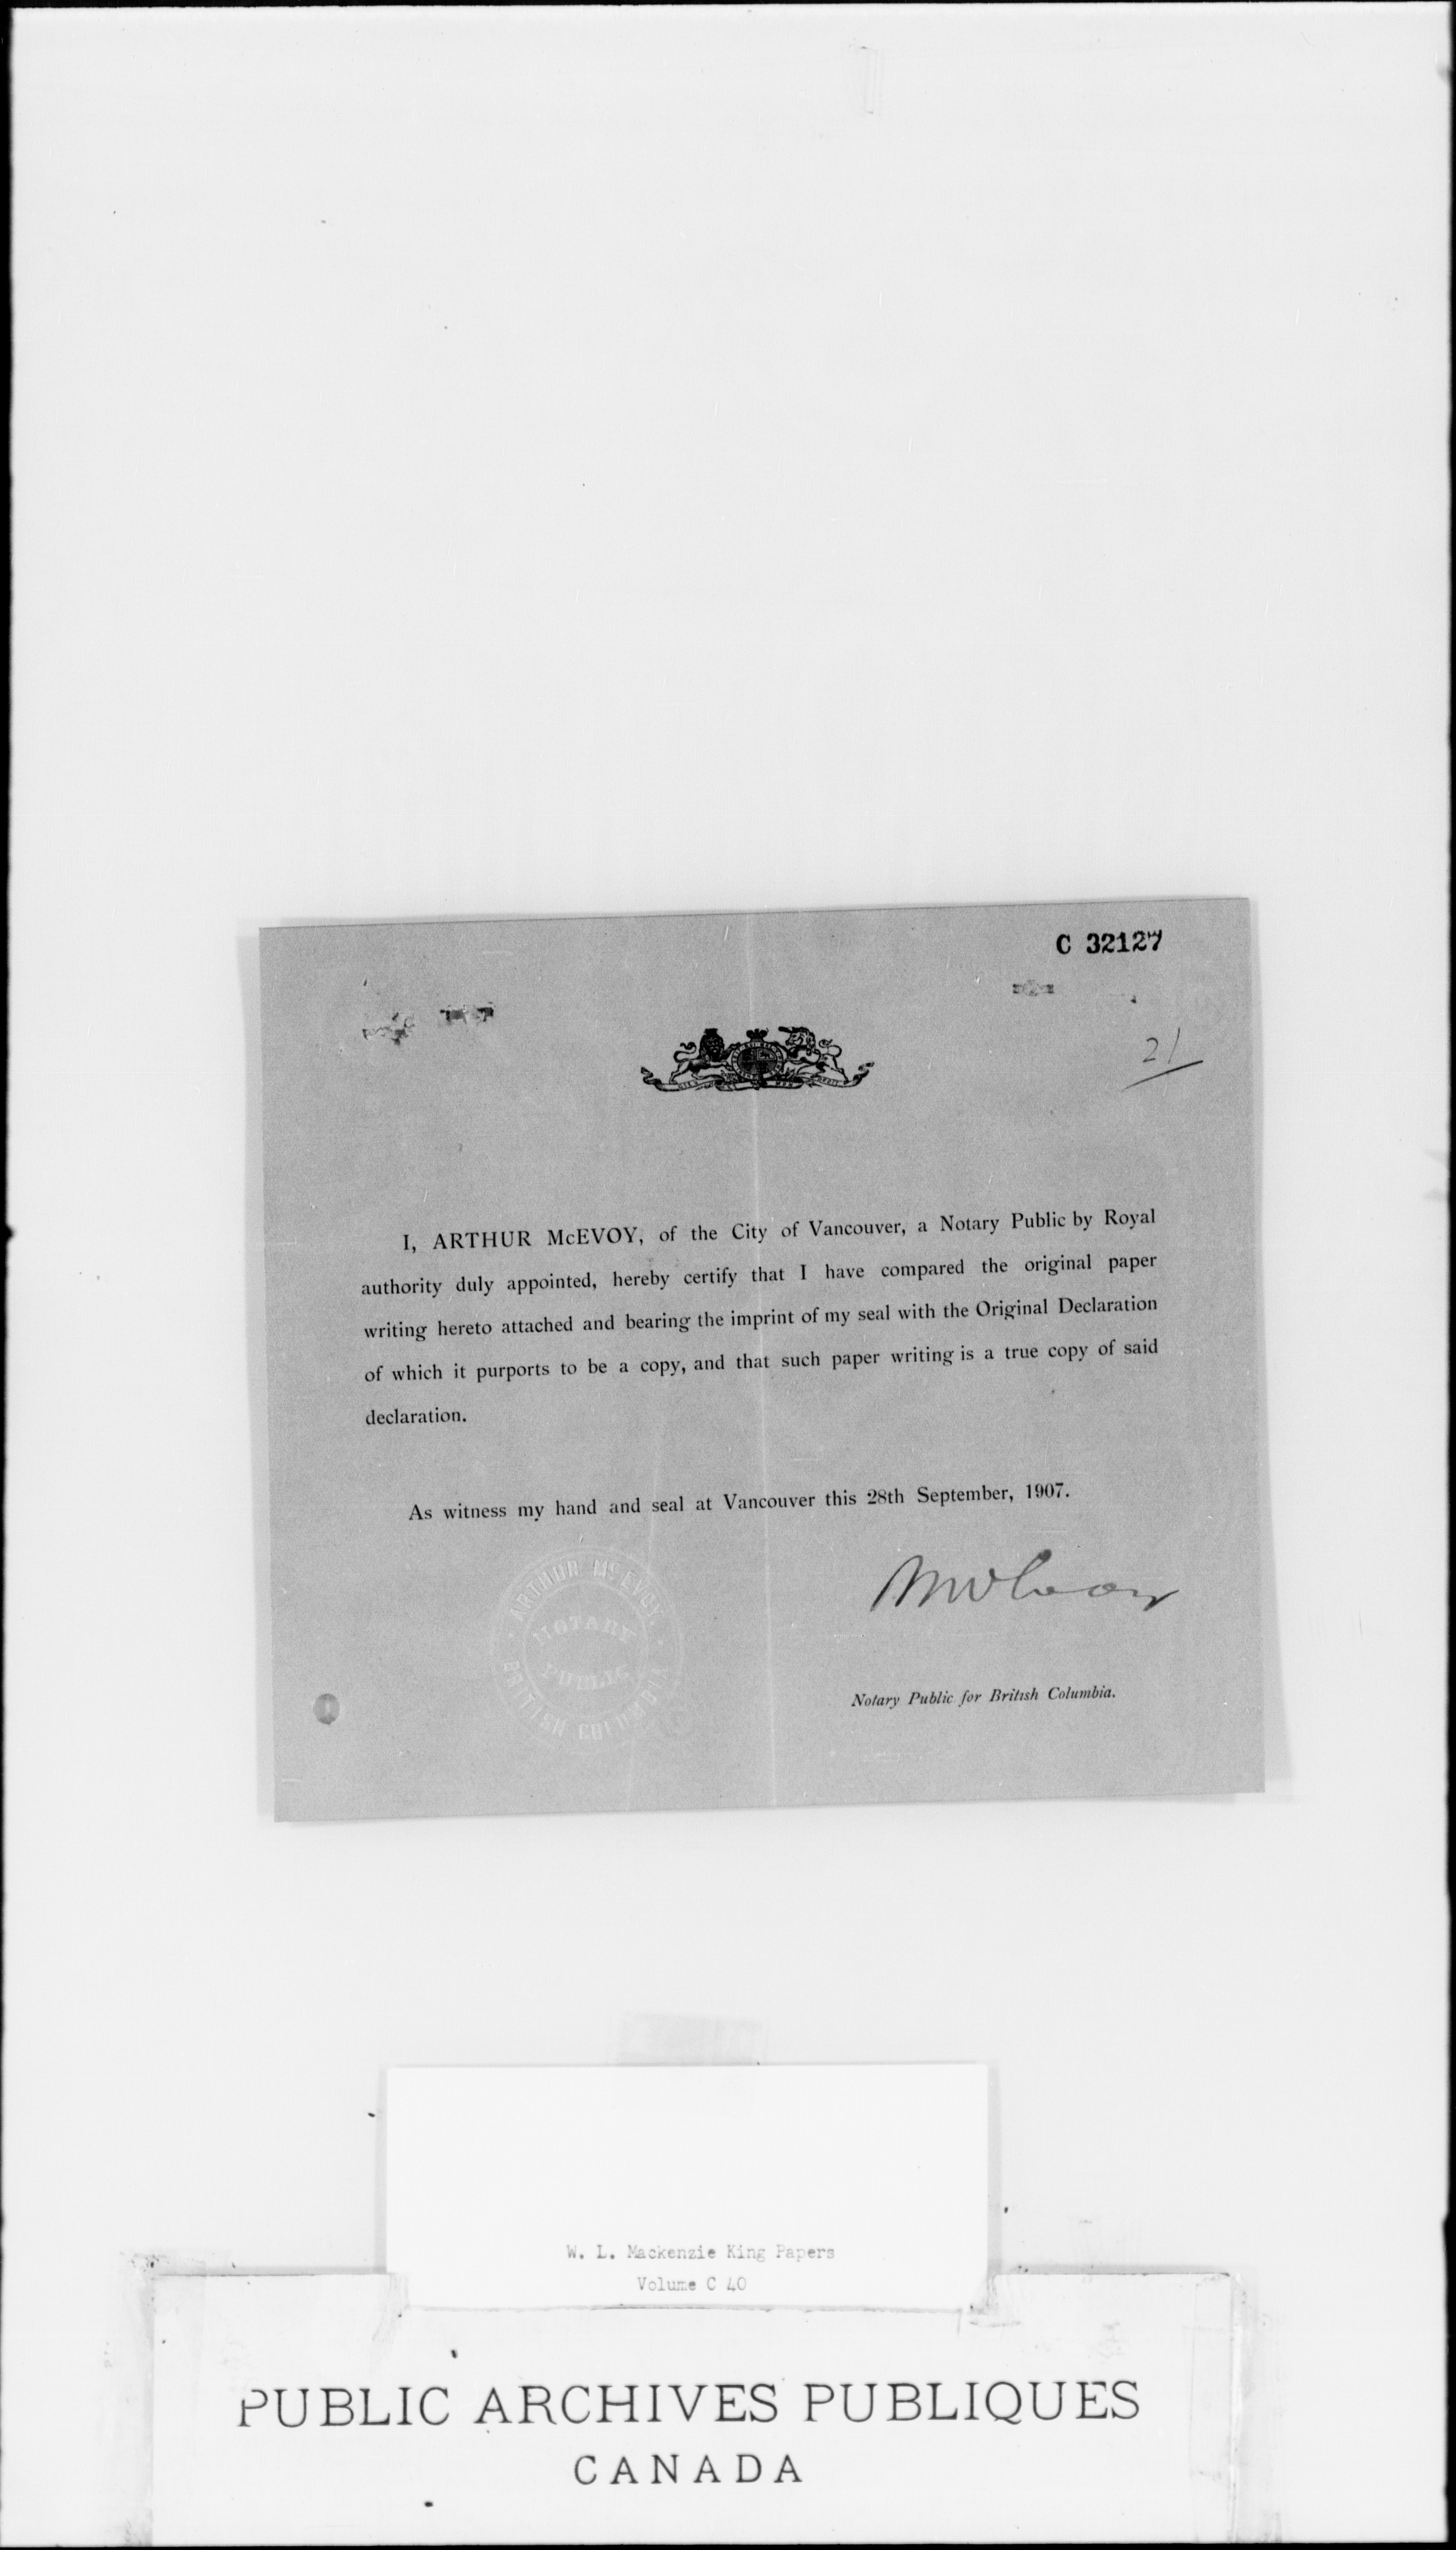 C 32127
21
I, ARTHUR McEVOY, of the City of Vancouver, a Notary Public by Royal
authority duly appointed, hereby certify that I have compared the original paper
writing hereto attached and bearing the imprint of my seal with the Original Declaration
of which it purports to be a copy, and that such paper writing is a true copy of said
declaration.
As witness my hand and seal at Vancouver this 28th September, 1907.
ARTHUR McEVOY
NOTARY
PUBLIC
BRITISH COLUMBIA
Notary Public for British Columbia.
W. L. Mackenzie King Papers
Volume C 40
PUBLIC ARCHIVES PUBLIQUES
CANADA